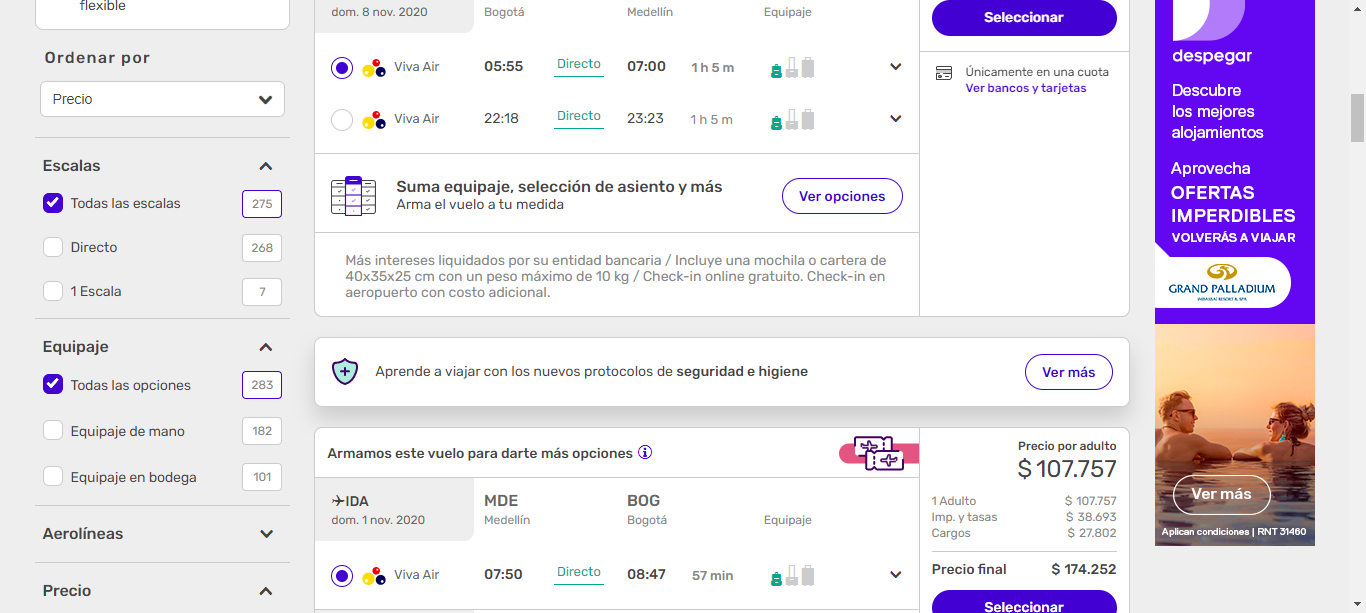 flexible
Ordenar por
Precio
Escalas
Todas las escalas 275
Directo 268
1 Escala 7
Equipaje
Todas las opciones 283
Equipaje de mano 182
Equipaje en bodega 101
Aerolíneas
Precio
dom. 8 nov. 2020 Bogotá Medellín Equipaje
Viva Air 05:55 Directo 07:00 1 h 5 m
Viva Air 22:18 Directo 23:23 1 h 5 m
Suma equipaje, selección de asiento y más
Arma el vuelo a tu medida
Ver opciones
Más intereses liquidados por su entidad bancaria / Incluye una mochila o cartera de
40x35x25 cm con un peso máximo de 10 kg / Check-in online gratuito. Check-in en
aeropuerto con costo adicional.
Seleccionar
Únicamente en una cuota
Ver bancos y tarjetas
Aprende a viajar con los nuevos protocolos de seguridad e higiene
Ver más
Armamos este vuelo para darte más opciones
IDA MDE BOG
dom. 1 nov. 2020 Medellín Bogotá Equipaje
Viva Air 07:50 Directo 08:47 57 min
Precio por adulto
$ 107.757
1 Adulto $ 107.757
Imp. y tasas $ 38.693
Cargos $ 27.802
Precio final $ 174.252
Seleccionar
despegar
Descubre
los mejores
alojamientos
Aprovecha
OFERTAS
IMPERDIBLES
VOLVERÁS A VIAJAR
GRAND PALLADIUM
Ver más
Aplican condiciones | RNT 31460